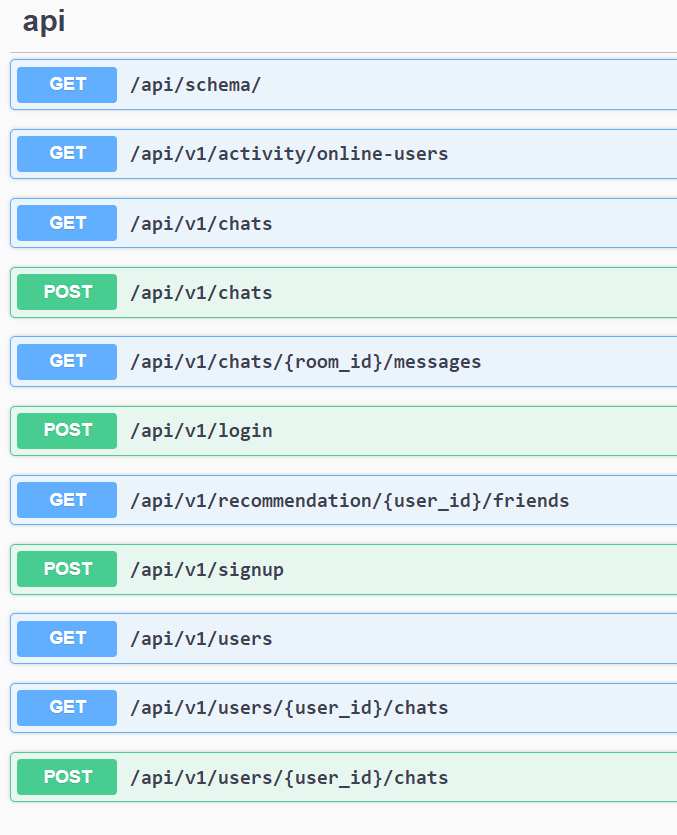 api
GET /api/schema/
GET /api/v1/activity/online-users
GET /api/v1/chats
POST /api/v1/chats
GET /api/v1/chats/{room_id}/messages
POST /api/v1/login
GET /api/v1/recommendation/{user_id}/friends
POST /api/v1/signup
GET /api/v1/users
GET /api/v1/users/{user_id}/chats
POST /api/v1/users/{user_id}/chats